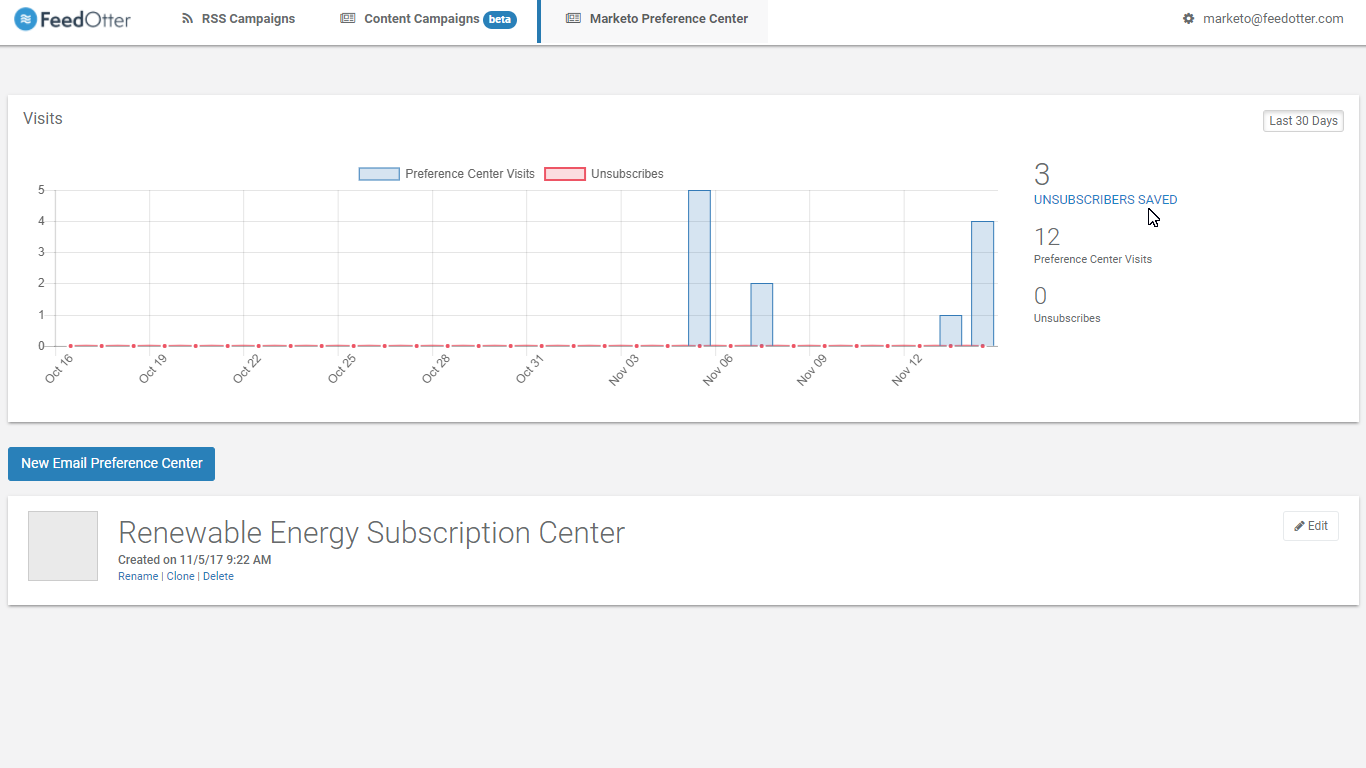 FeedOtter RSS Campaigns Content Campaigns beta Marketo Preference Center marketo@feedotter.com
Visits
Last 30 Days
Preference Center Visits Unsubscribes
5
4
3
2
1
0
Oct 16 Oct 19 Oct 22 Oct 25 Oct 28 Oct 31 Nov 03 Nov 06 Nov 09 Nov 12
3
UNSUBSCRIBERS SAVED
12
Preference Center Visits
0
Unsubscribes
New Email Preference Center
Renewable Energy Subscription Center
Edit
Created on 11/5/17 9:22 AM
Rename | Clone | Delete